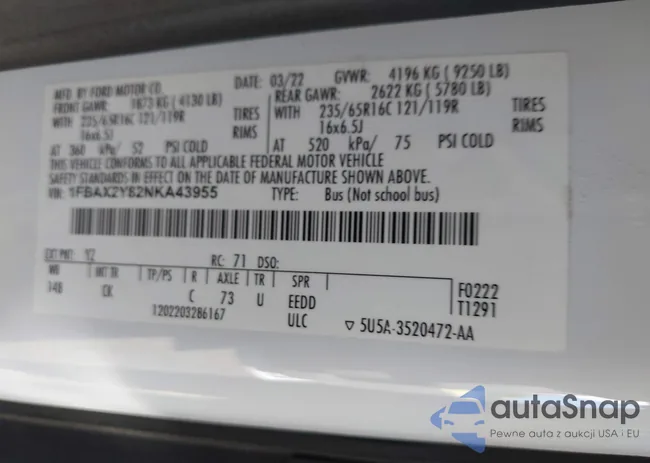 MFD. BY FORD MOTOR CO.
DATE: 03/22 GVWR: 4196 KG ( 9250 LB)
FRONT GAWR: 1873 KG ( 4130 LB) REAR GAWR: 2622 KG ( 5780 LB)
WITH 235/65R16C 121/119R TIRES WITH 235/65R16C 121/119R TIRES
16x6.5J RIMS 16x6.5J RIMS
AT 360 kPa/ 52 PSI COLD AT 520 kPa/ 75 PSI COLD
THIS VEHICLE CONFORMS TO ALL APPLICABLE FEDERAL MOTOR VEHICLE
SAFETY STANDARDS IN EFFECT ON THE DATE OF MANUFACTURE SHOWN ABOVE.
VIN: 1FBAX2Y82NKA43955 TYPE: Bus (Not school bus)
EXT PNT: YZ RC: 71 DSO:
WB INT TR TP/PS R AXLE TR SPR
148 CK C 73 U EEDD
F0222
T1291
1202203286167 ULC ▽ 5U5A-3520472-AA
autaSnap
Pewne auta z aukcji USA i EU